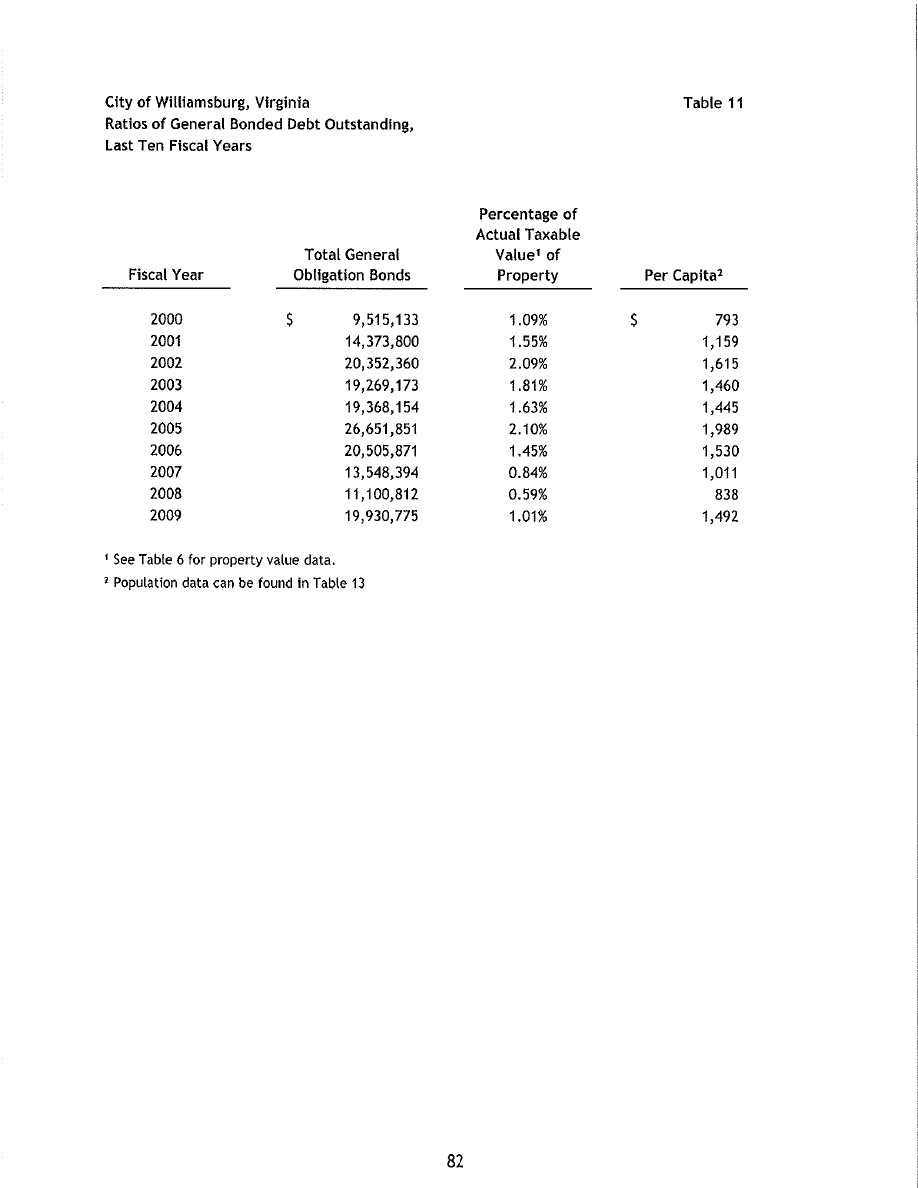 City of Williamsburg, Virginia Table 11
Ratios of General Bonded Debt Outstanding,
Last Ten Fiscal Years
Percentage of
Actual Taxable
Total General Value¹ of
Fiscal Year Obligation Bonds Property Per Capita²
2000 $ 9,515,133 1.09% $ 793
2001 14,373,800 1.55% 1,159
2002 20,352,360 2.09% 1,615
2003 19,269,173 1.81% 1,460
2004 19,368,154 1.63% 1,445
2005 26,651,851 2.10% 1,989
2006 20,505,871 1.45% 1,530
2007 13,548,394 0.84% 1,011
2008 11,100,812 0.59% 838
2009 19,930,775 1.01% 1,492
¹ See Table 6 for property value data.
² Population data can be found in Table 13
82